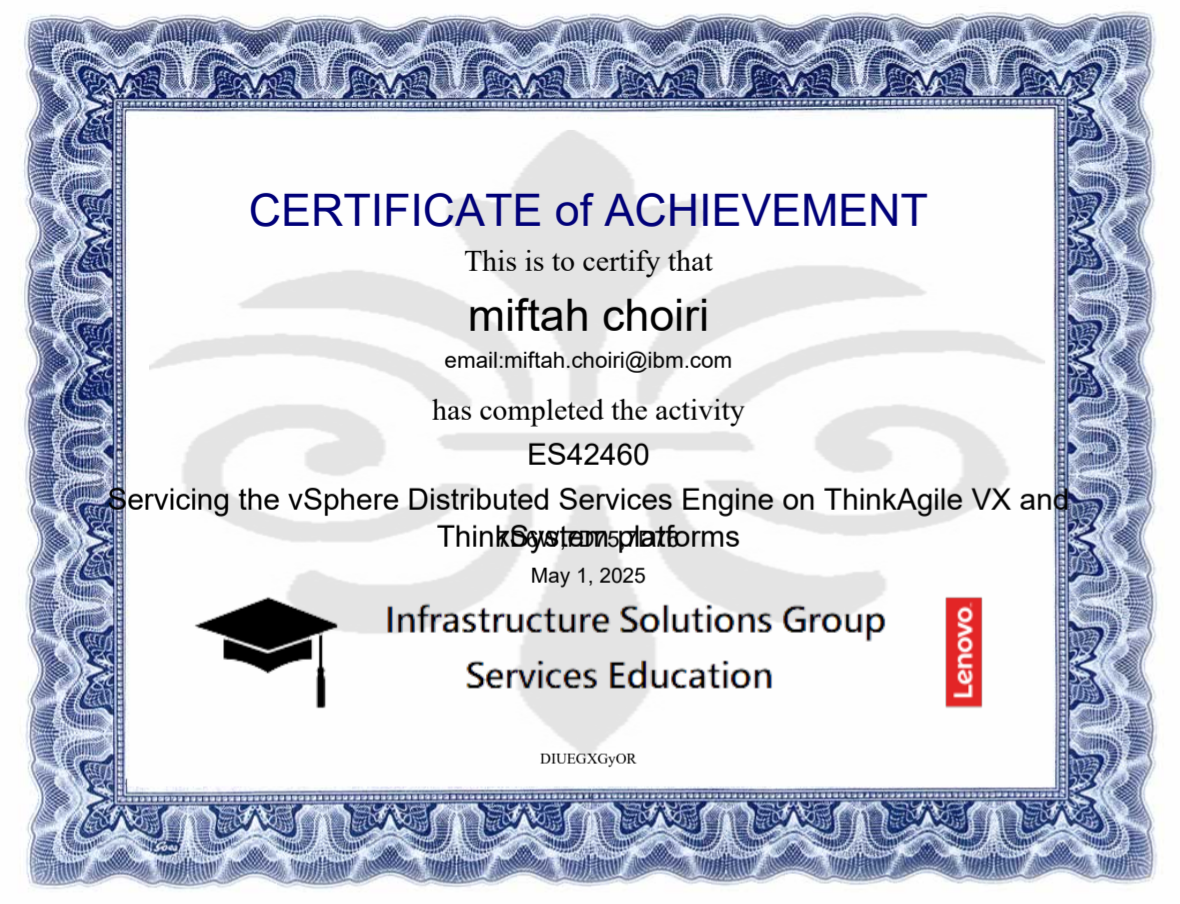 CERTIFICATE of ACHIEVEMENT
This is to certify that
miftah choiri
email:miftah.choiri@ibm.com
has completed the activity
ES42460
Servicing the vSphere Distributed Services Engine on ThinkAgile VX and
ThinkSystem platforms
May 1, 2025
Infrastructure Solutions Group
Services Education
Lenovo
DIUEGXGyOR
Goes